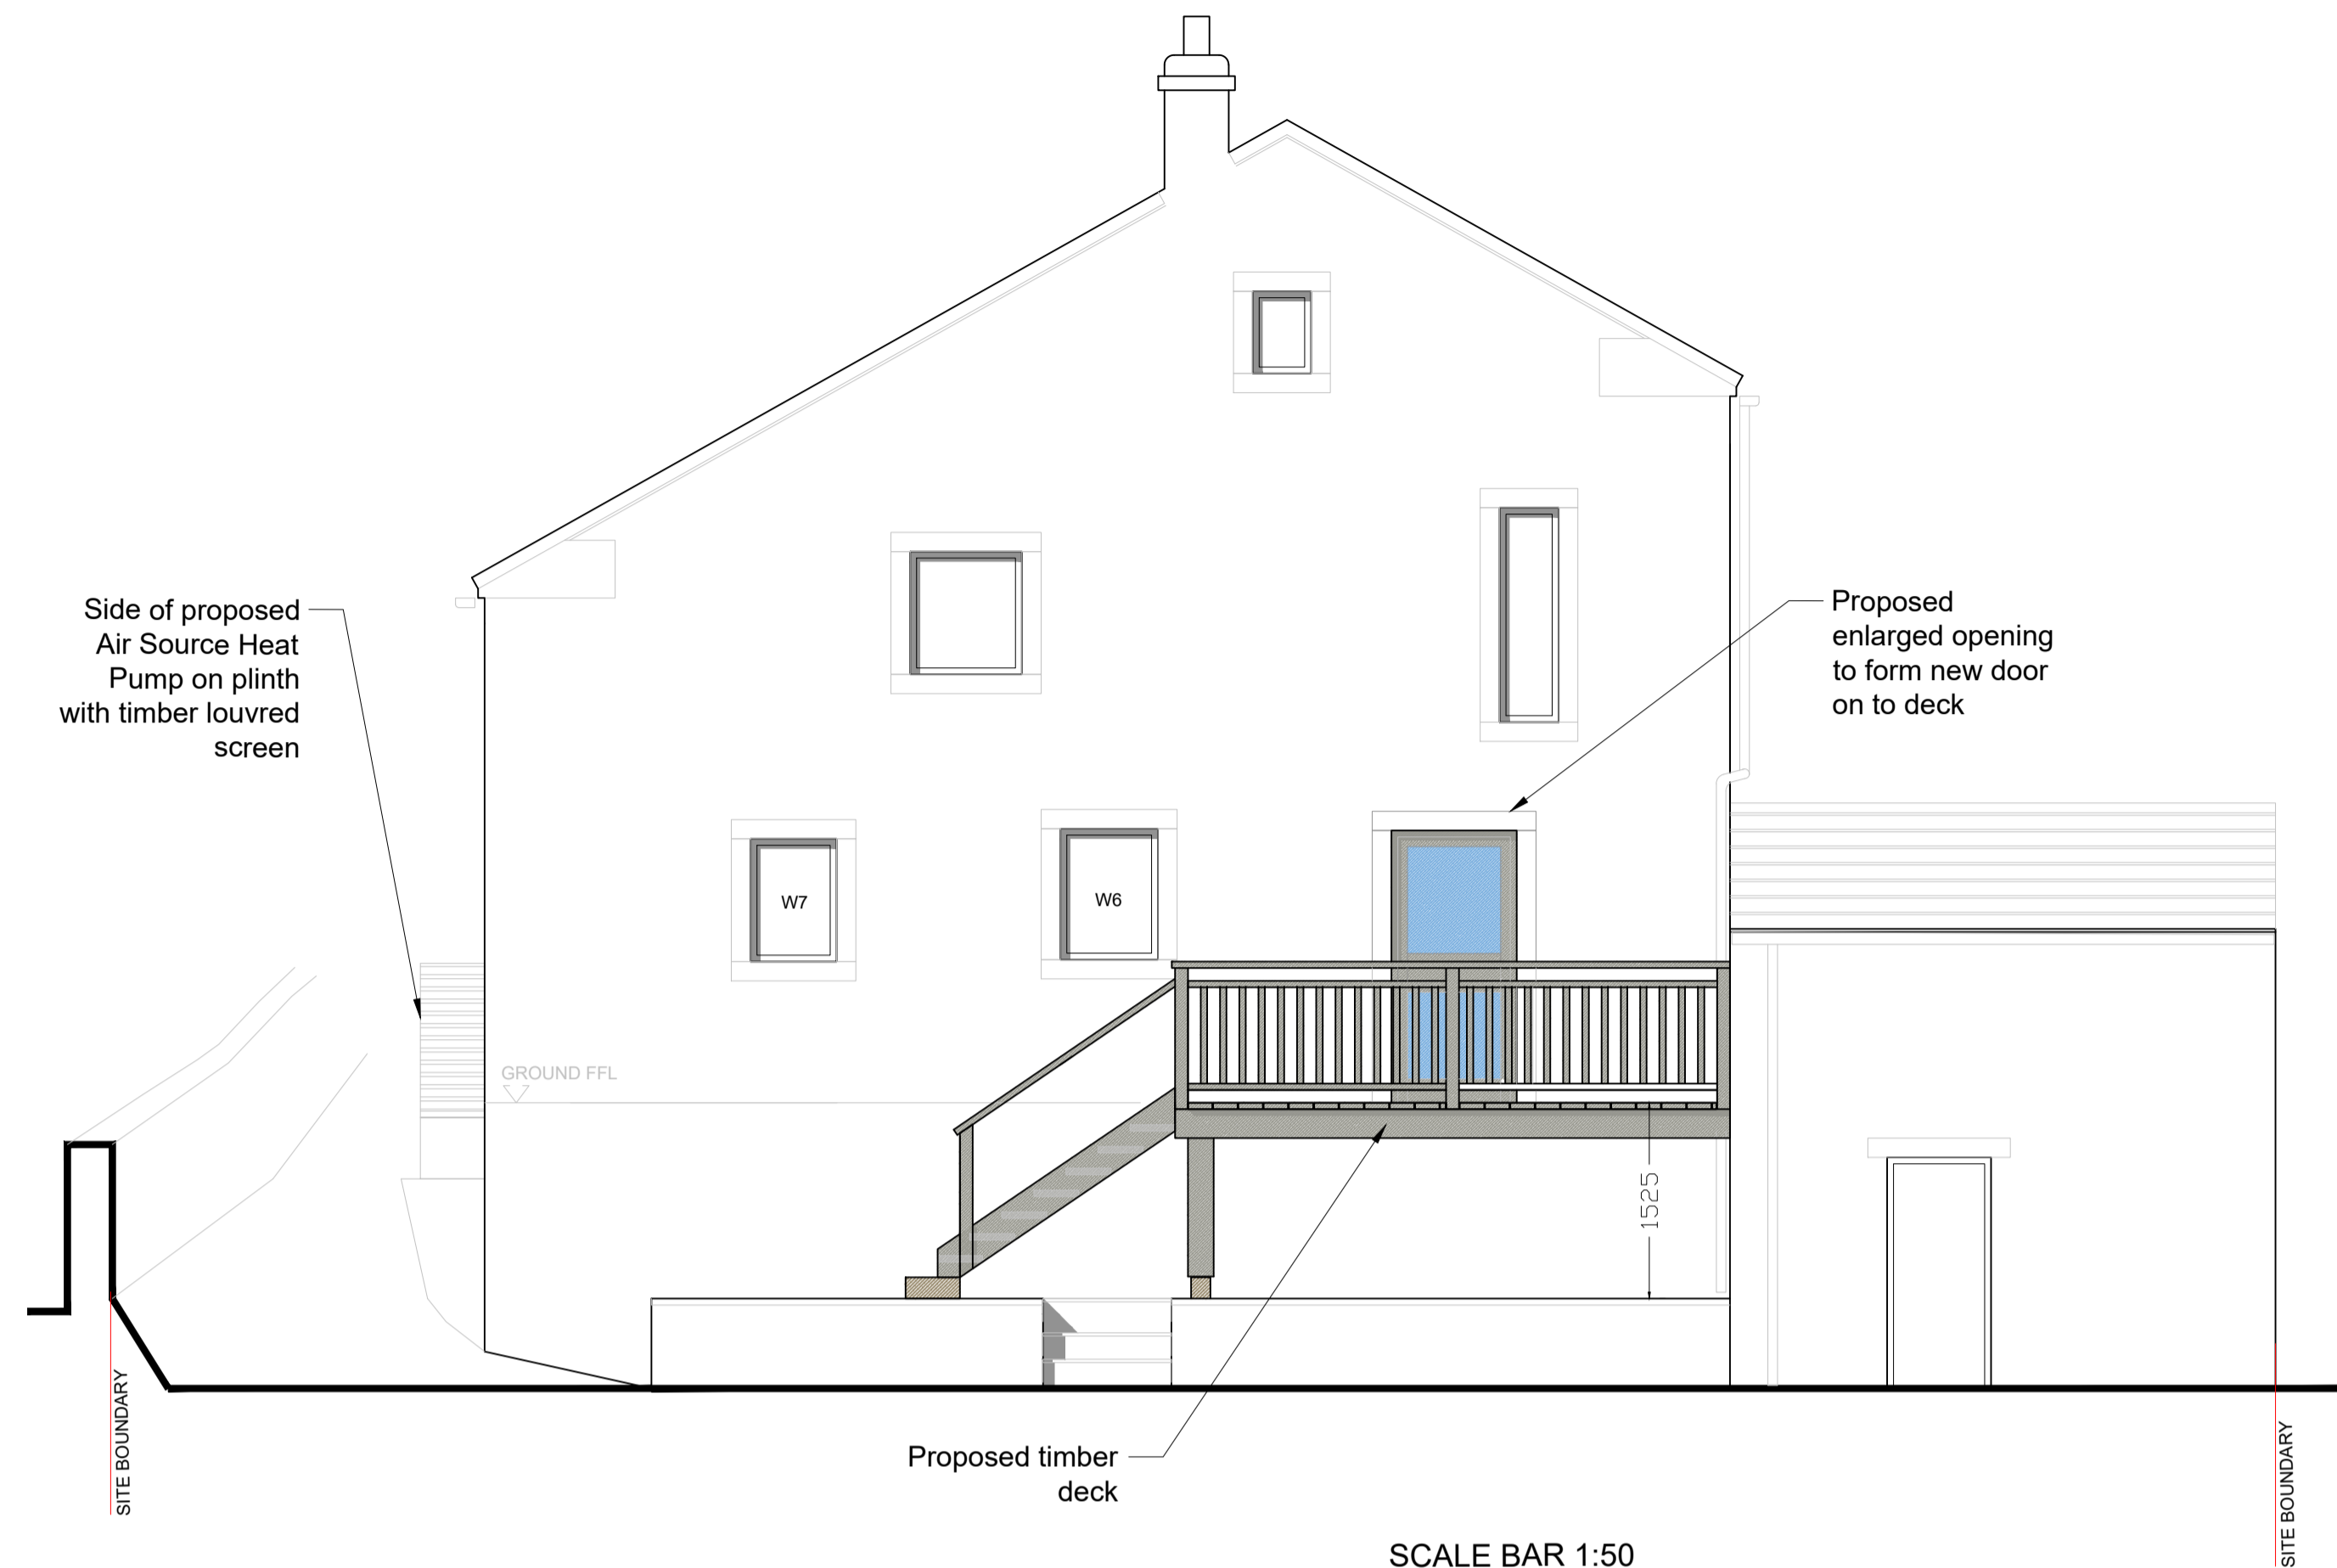 Side of proposed
Air Source Heat
Pump on plinth
with timber louvred
screen
Proposed
enlarged opening
to form new door
on to deck
W7
W6
GROUND FFL
1525
SITE BOUNDARY
Proposed timber
deck
SITE BOUNDARY
SCALE BAR 1:50